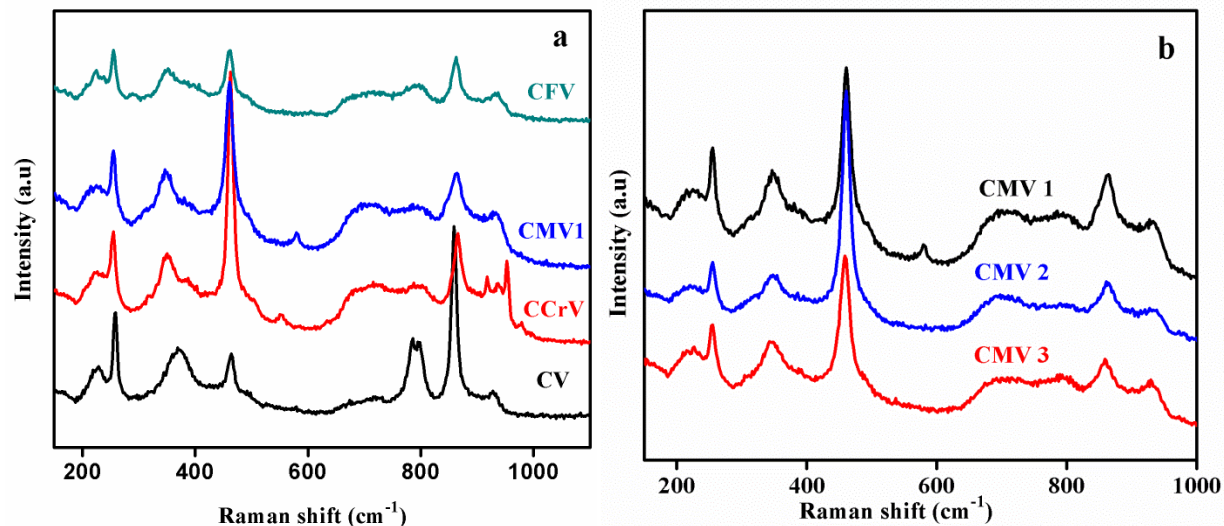 a
CFV
CMV1
CCrV
CV
Intensity (a.u)
200 400 600 800 1000
Raman shift (cm⁻¹)
b
CMV 1
CMV 2
CMV 3
Intensity (a.u)
200 400 600 800 1000
Raman shift (cm⁻¹)